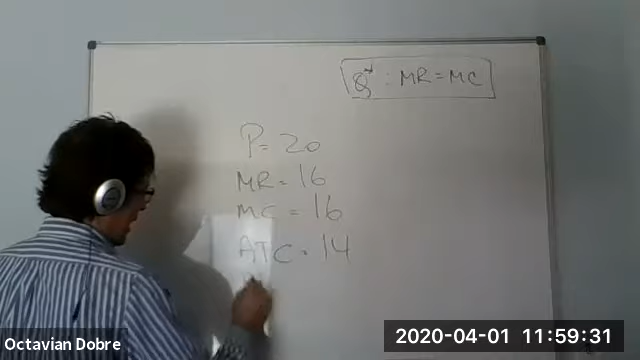 Q* : MR = MC
P = 20
MR = 16
MC = 16
ATC = 14
Octavian Dobre
2020-04-01 11:59:31